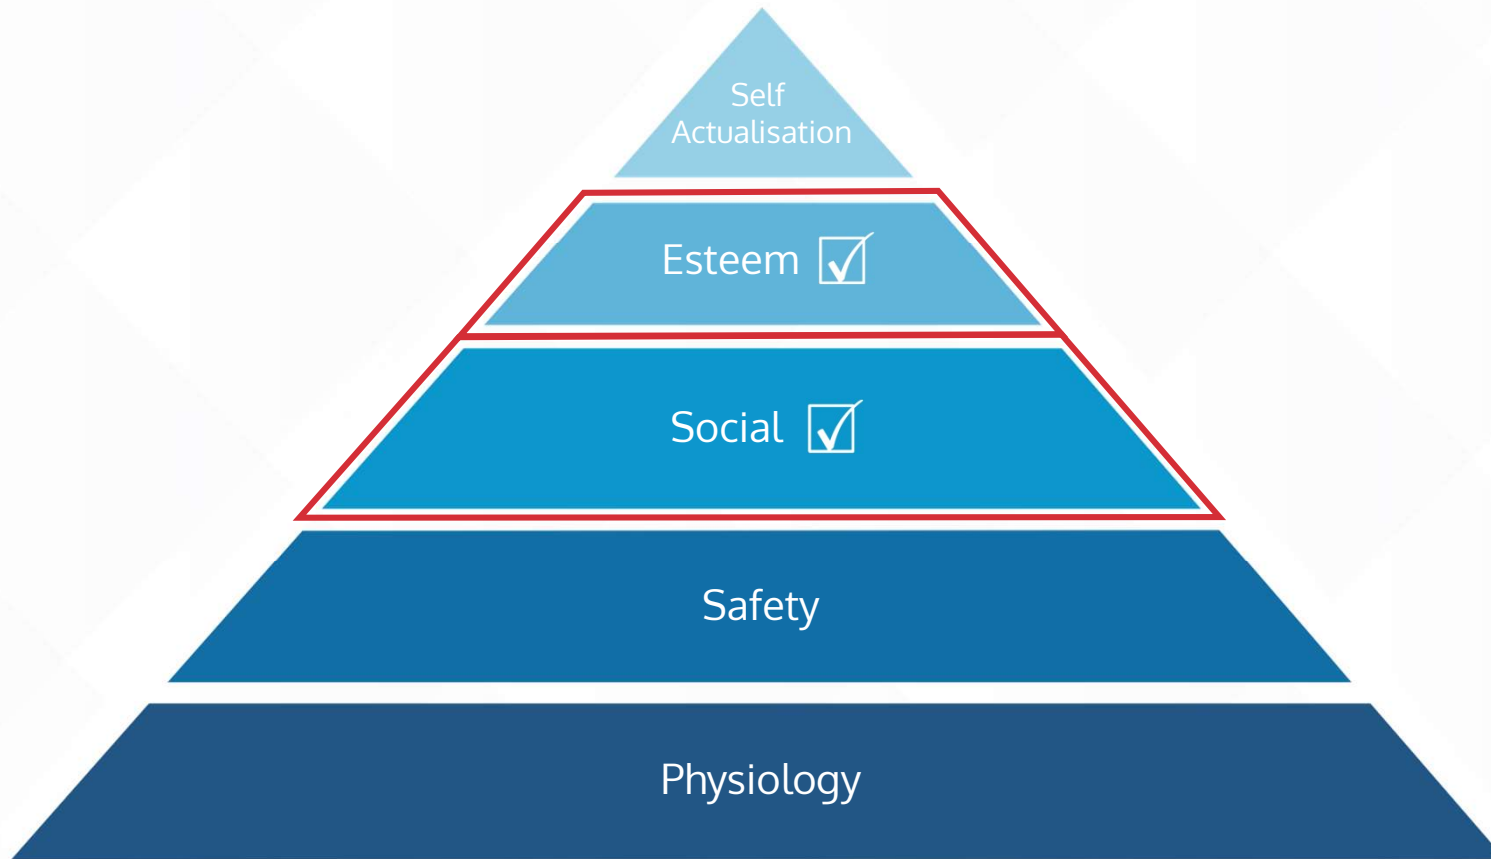 Self
Actualisation
Esteem
Social
Safety
Physiology